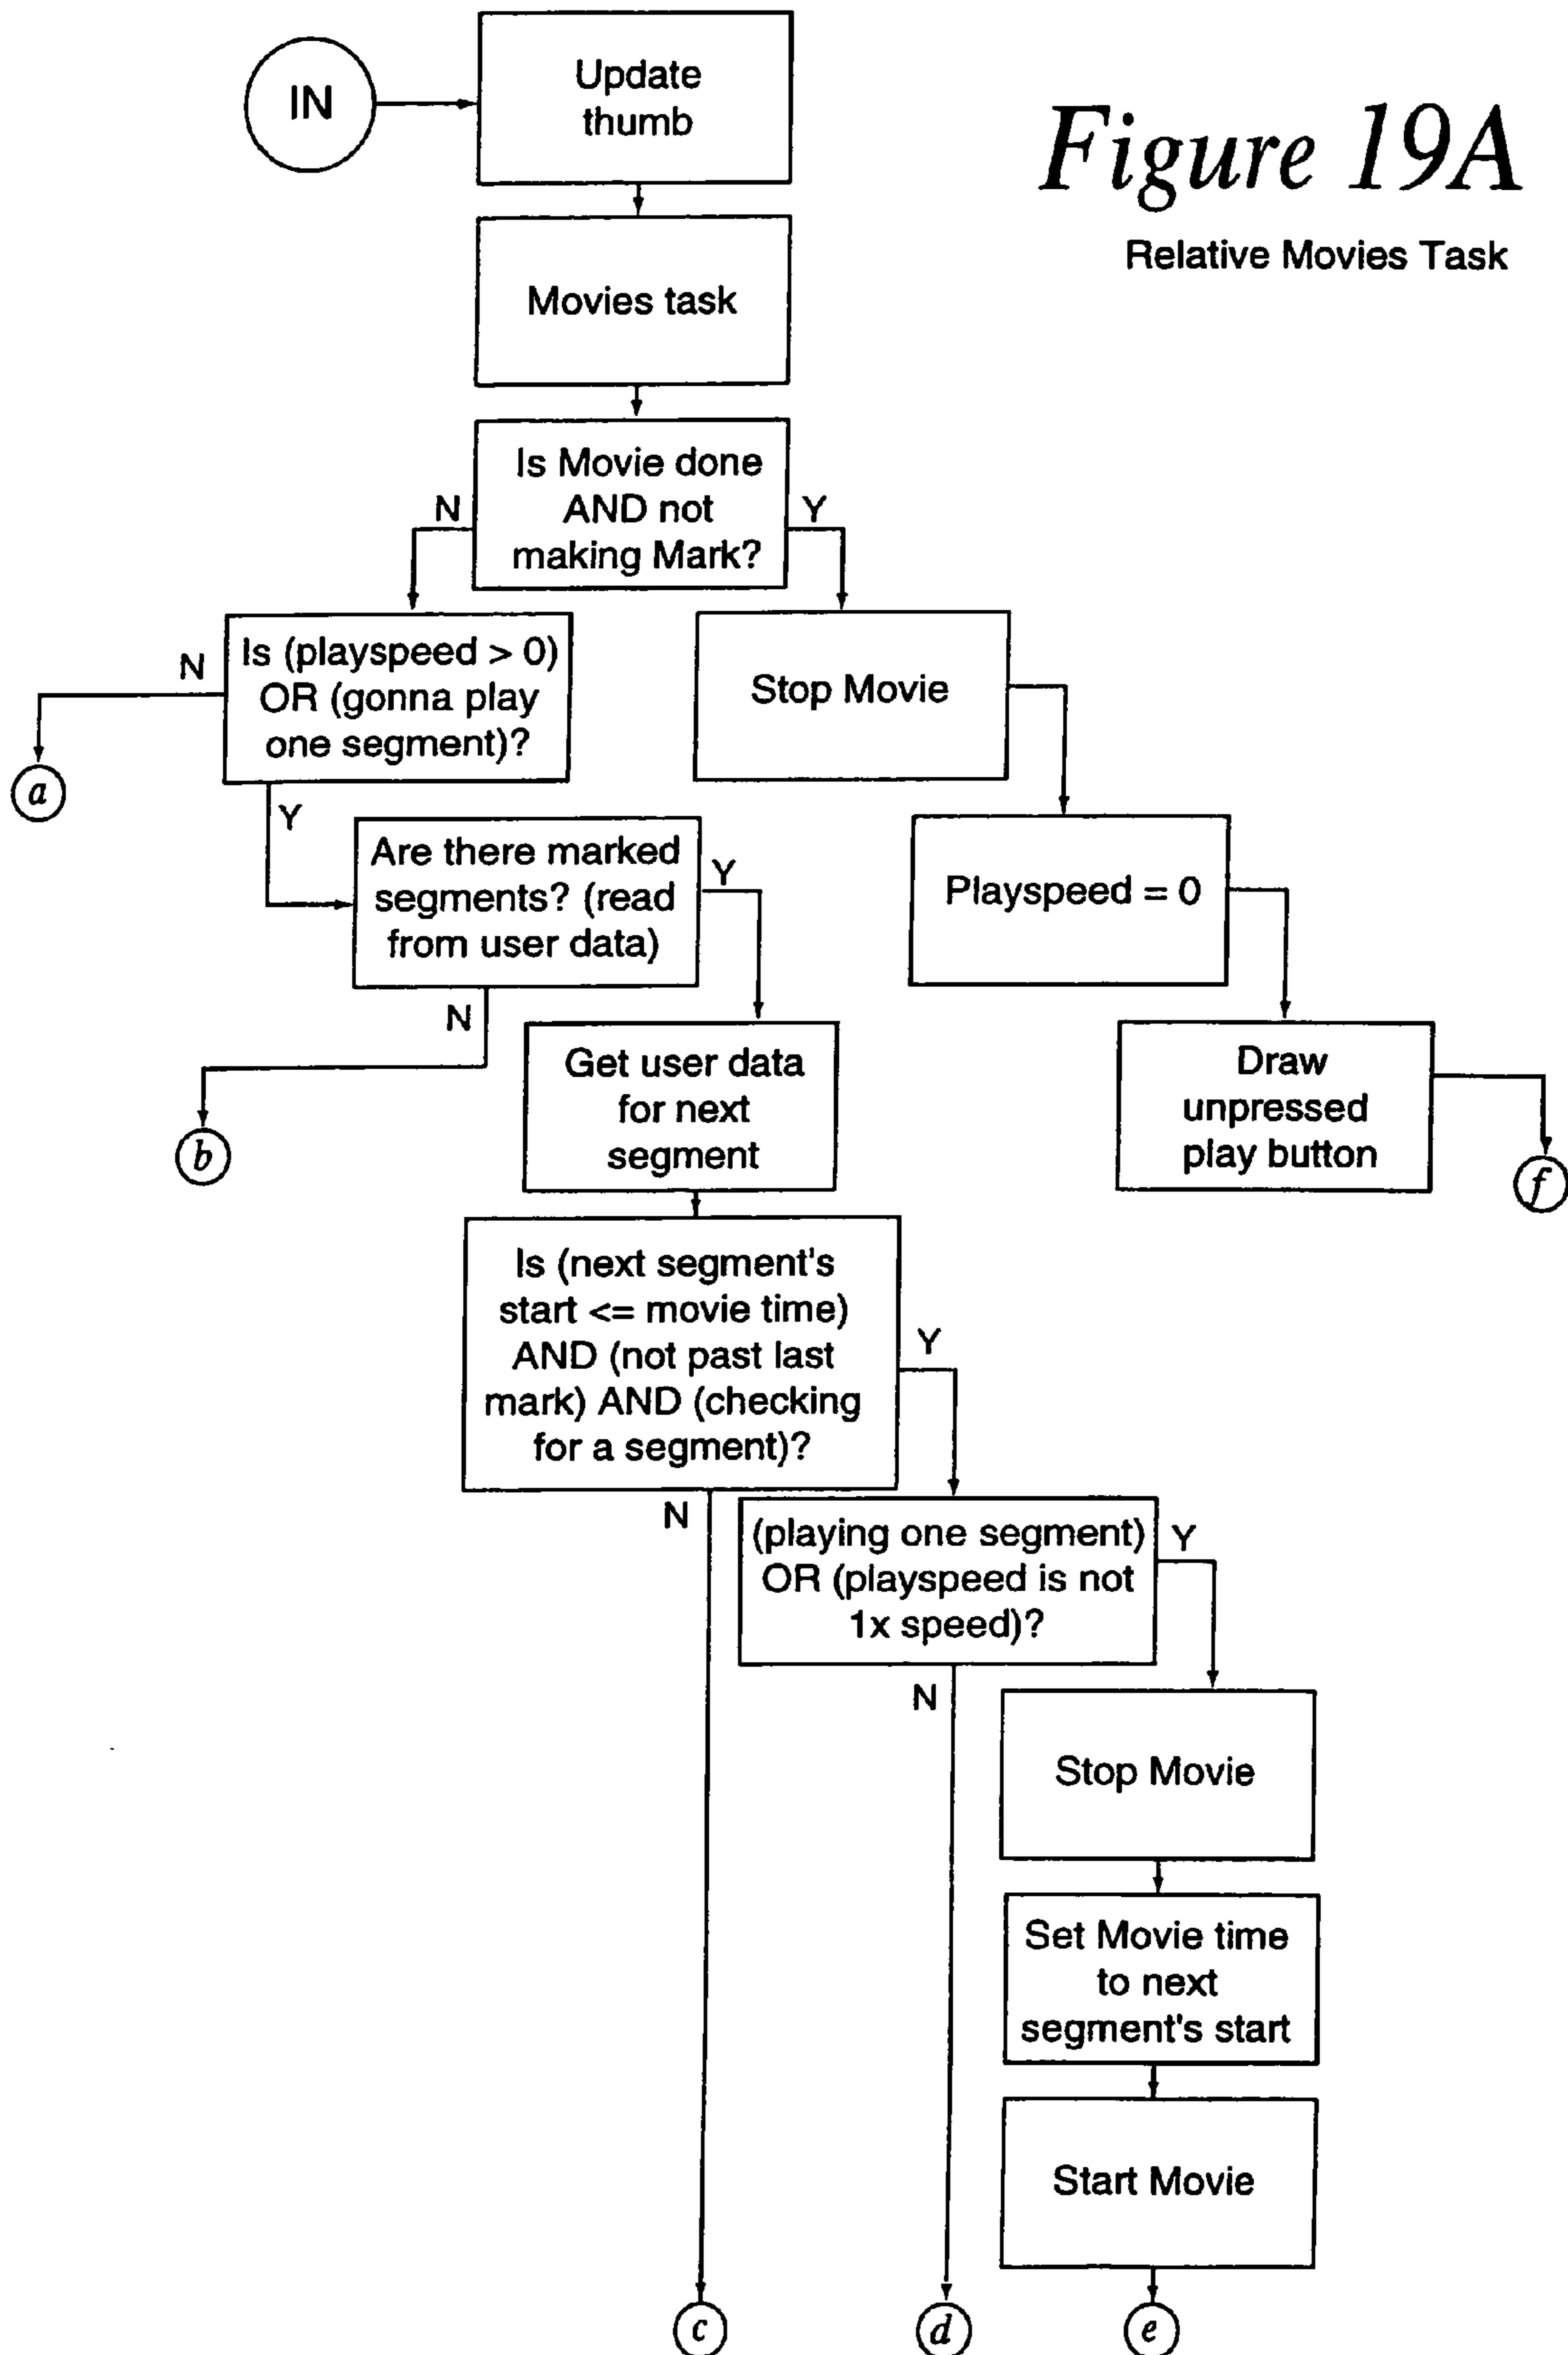 IN
Update
thumb
Figure 19A
Relative Movies Task
Movies task
Is Movie done
AND not
making Mark?
N
Y
Is (playspeed > 0)
OR (gonna play
one segment)?
N
a
Y
Stop Movie
Are there marked
segments? (read
from user data)
Y
N
b
Playspeed = 0
Get user data
for next
segment
Draw
unpressed
play button
f
Is (next segment's
start <= movie time)
AND (not past last
mark) AND (checking
for a segment)?
Y
N
(playing one segment)
OR (playspeed is not
1x speed)?
Y
N
Stop Movie
Set Movie time
to next
segment's start
Start Movie
c
d
e